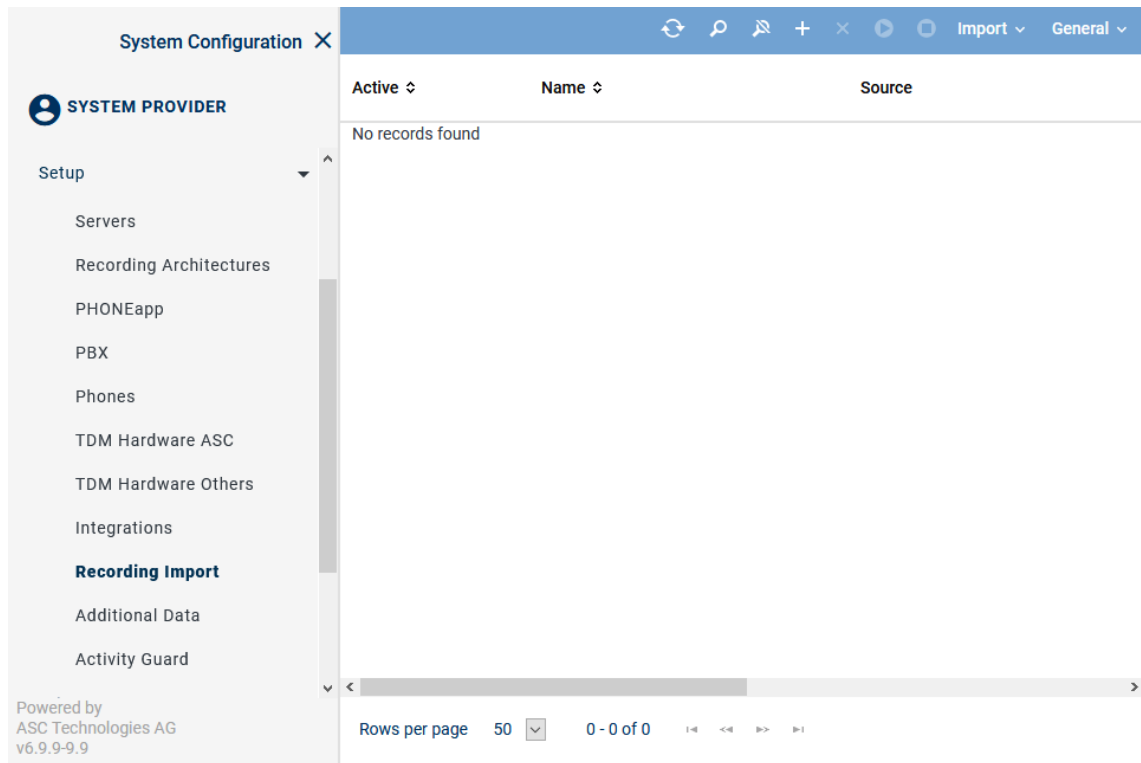 System Configuration
SYSTEM PROVIDER
Setup
Servers
Recording Architectures
PHONEapp
PBX
Phones
TDM Hardware ASC
TDM Hardware Others
Integrations
Recording Import
Additional Data
Activity Guard
Powered by
ASC Technologies AG
v6.9.9-9.9
Import General
Active Name Source
No records found
Rows per page 50 0 - 0 of 0